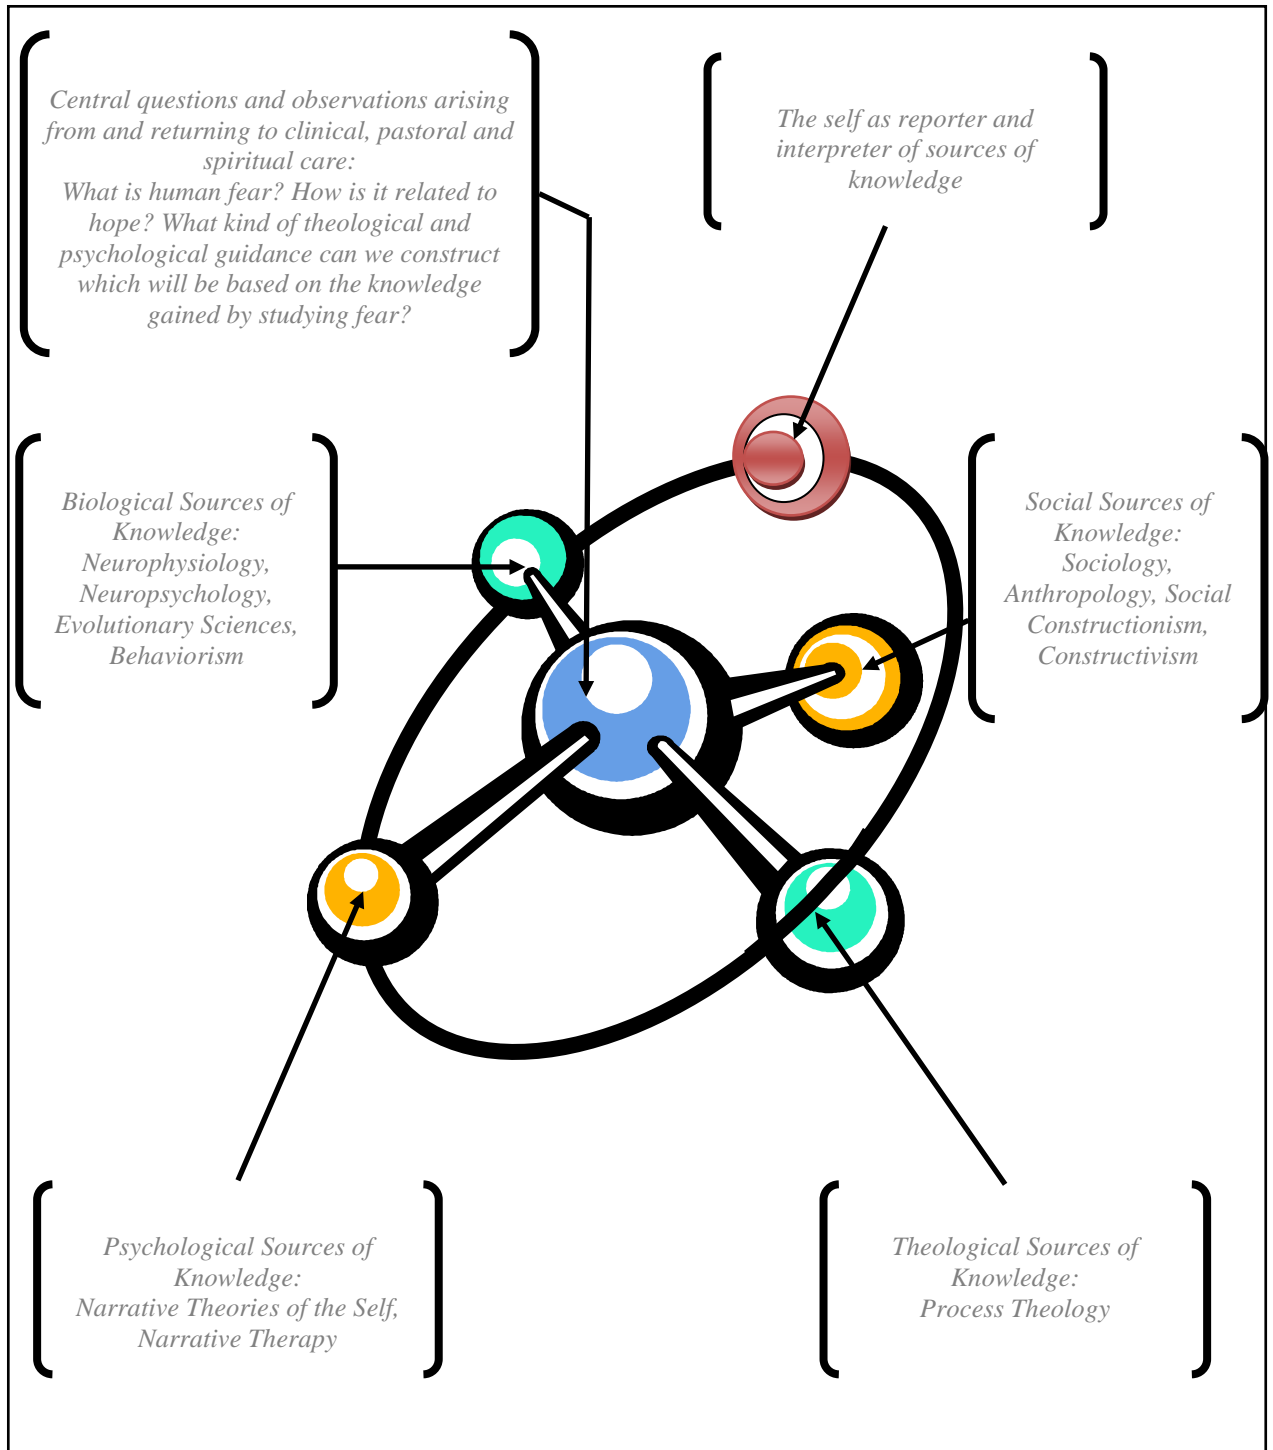 Central questions and observations arising
from and returning to clinical, pastoral and
spiritual care:
What is human fear? How is it related to
hope? What kind of theological and
psychological guidance can we construct
which will be based on the knowledge
gained by studying fear?
The self as reporter and
interpreter of sources of
knowledge
Biological Sources of
Knowledge:
Neurophysiology,
Neuropsychology,
Evolutionary Sciences,
Behaviorism
Social Sources of
Knowledge:
Sociology,
Anthropology, Social
Constructionism,
Constructivism
Psychological Sources of
Knowledge:
Narrative Theories of the Self,
Narrative Therapy
Theological Sources of
Knowledge:
Process Theology